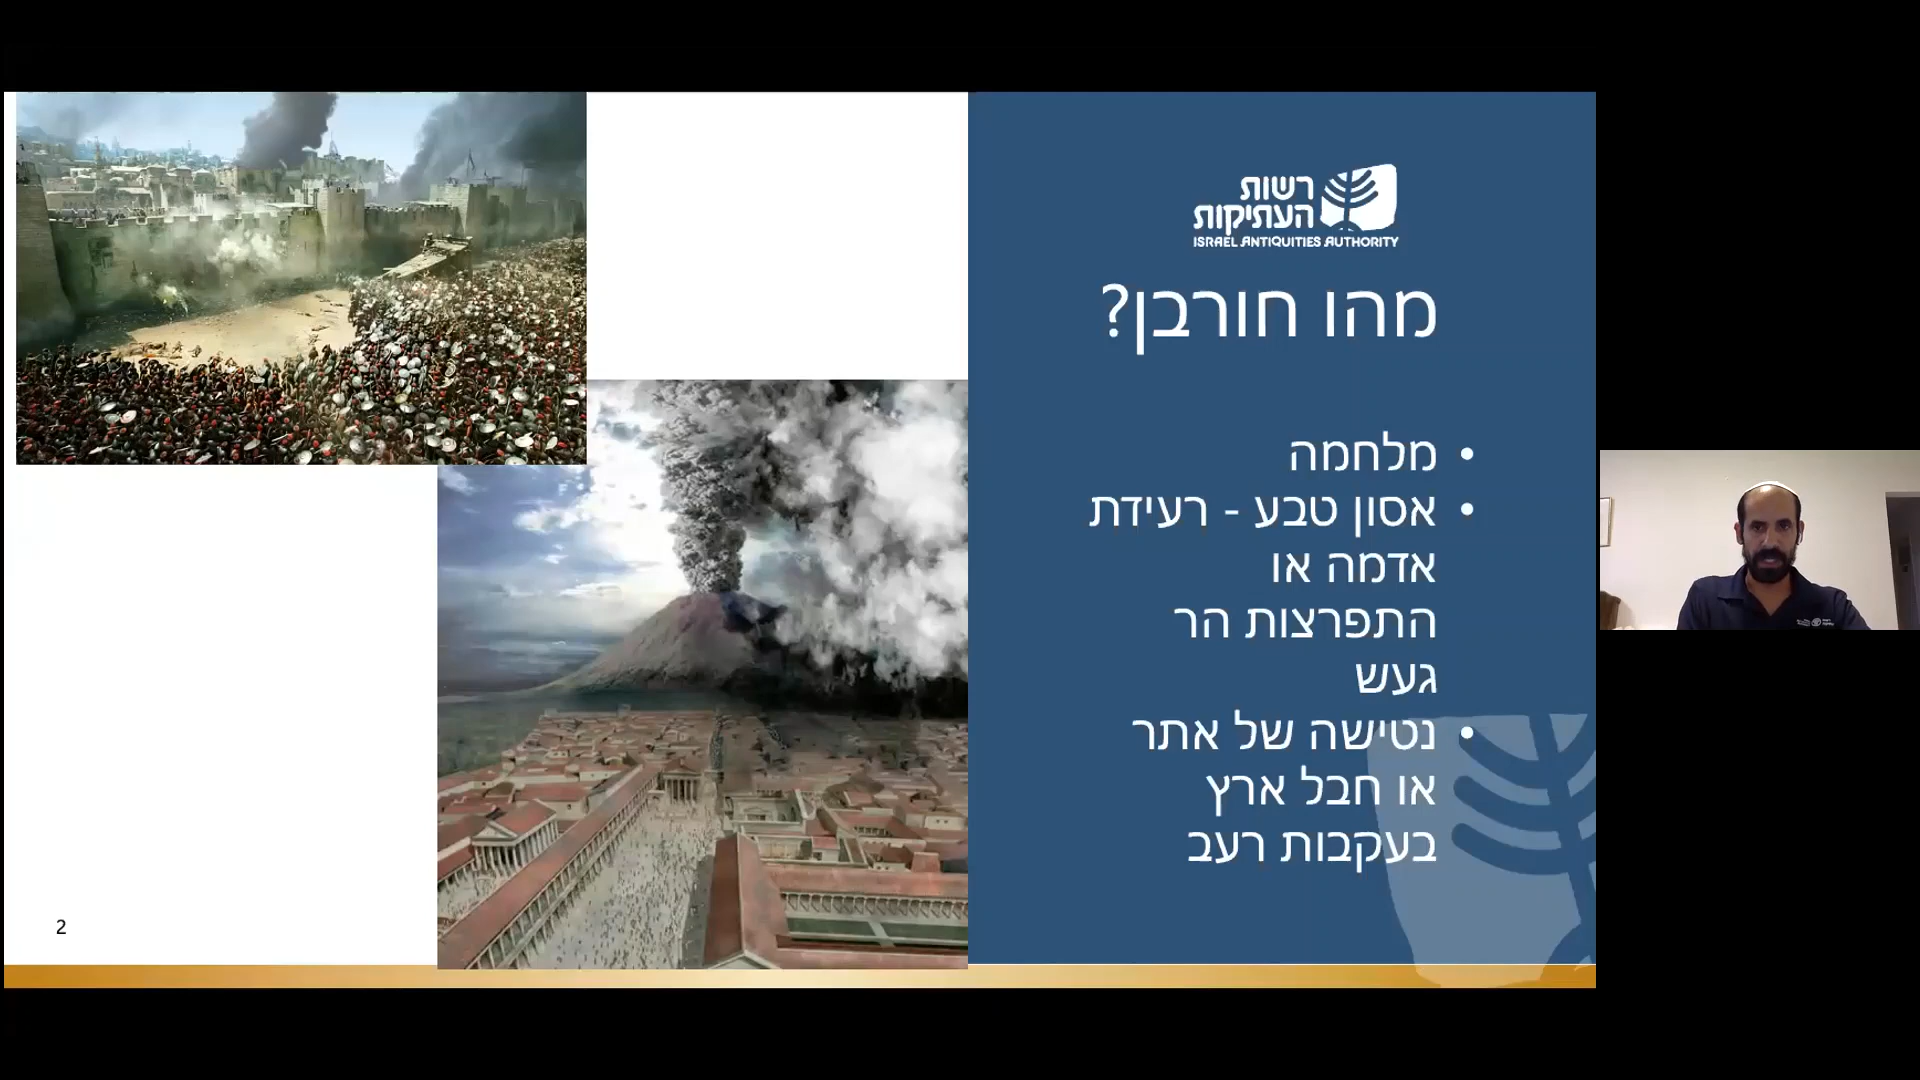 רשות
העתיקות
ISRAEL ANTIQUITIES AUTHORITY
מהו חורבן?
• מלחמה
• אסון טבע - רעידת
אדמה או
התפרצות הר
געש
• נטישה של אתר
או חבל ארץ
בעקבות רעב
2